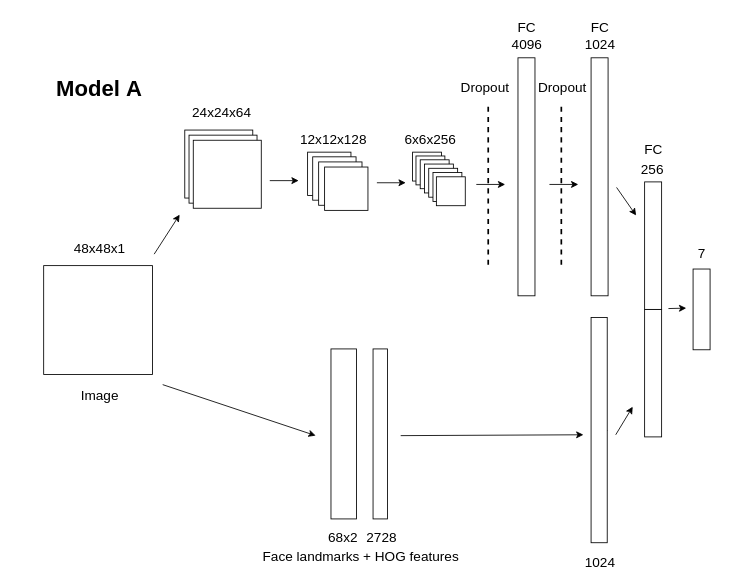 Model A
48x48x1
Image
24x24x64
12x12x128
6x6x256
Dropout
FC
4096
Dropout
FC
1024
FC
256
7
68x2
2728
Face landmarks + HOG features
1024